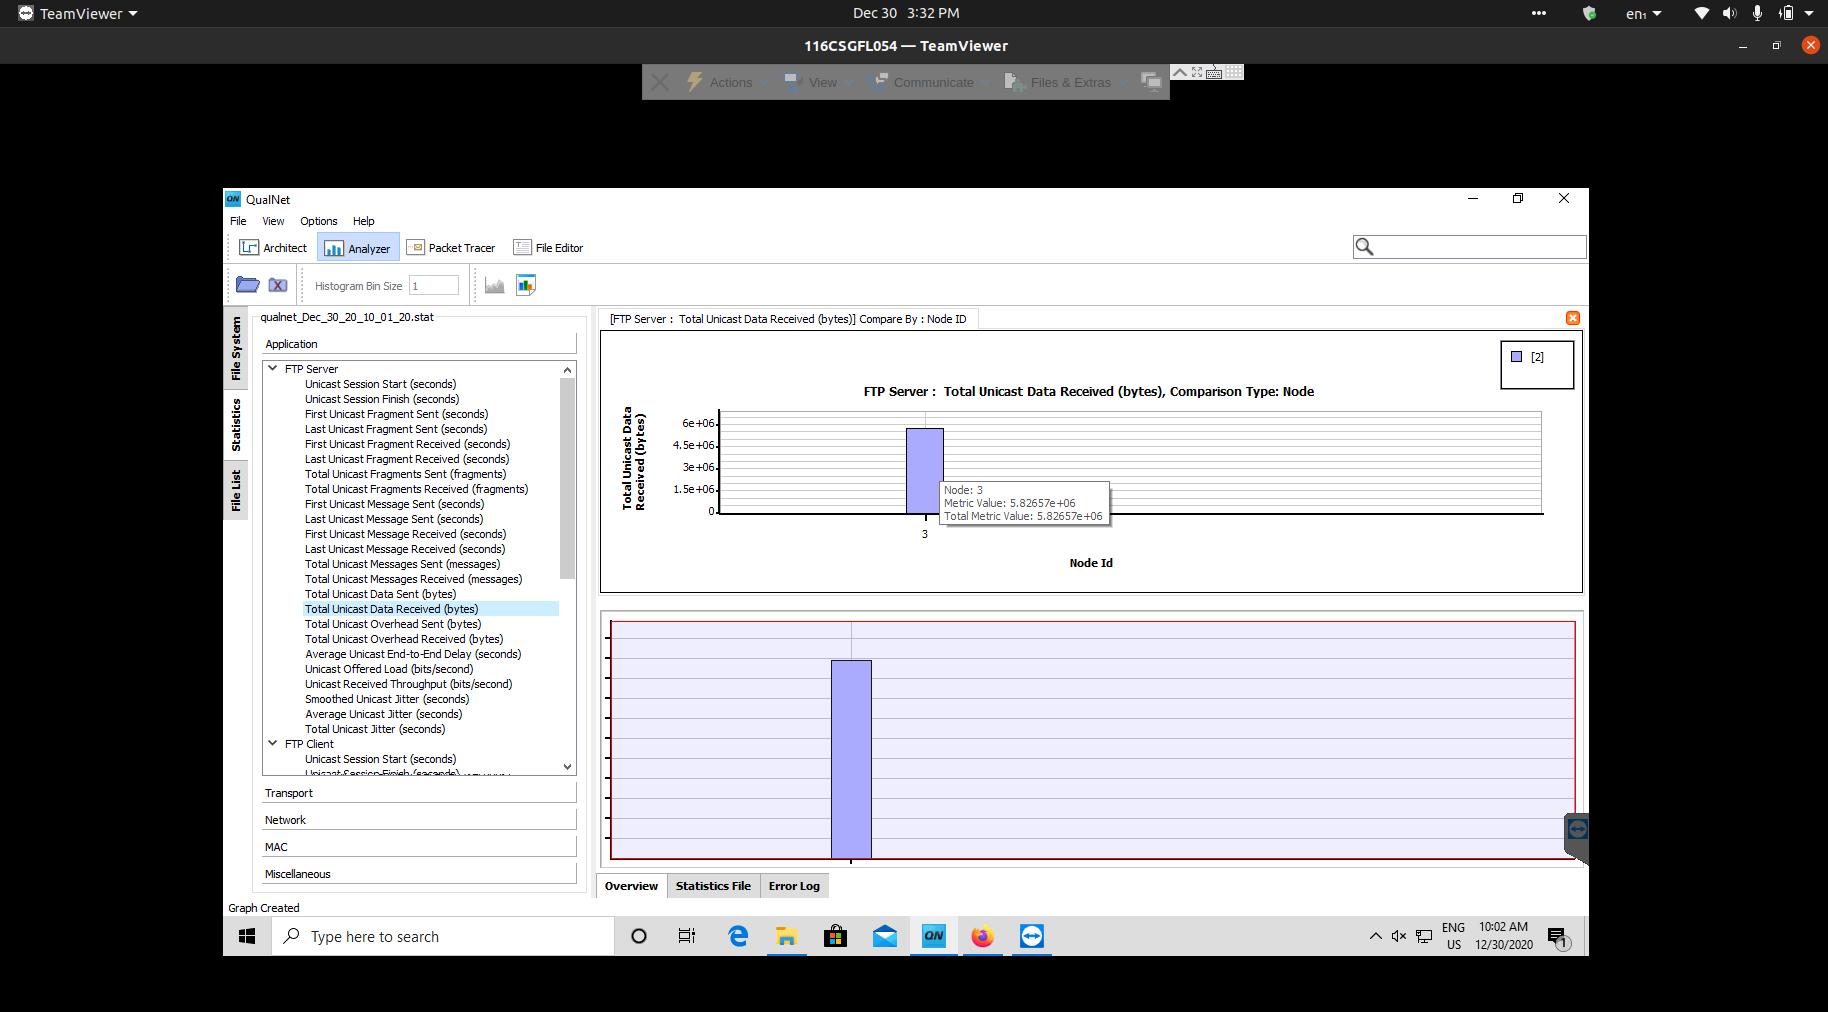 TeamViewer
Dec 30 3:32 PM
en₁
116CSGFL054 — TeamViewer
Actions
View
Communicate
Files & Extras
QN QualNet
File View Options Help
Architect
Analyzer
Packet Tracer
File Editor
Histogram Bin Size 1
File System
Statistics
File List
qualnet_Dec_30_20_10_01_20.stat
Application
FTP Server
Unicast Session Start (seconds)
Unicast Session Finish (seconds)
First Unicast Fragment Sent (seconds)
Last Unicast Fragment Sent (seconds)
First Unicast Fragment Received (seconds)
Last Unicast Fragment Received (seconds)
Total Unicast Fragments Sent (fragments)
Total Unicast Fragments Received (fragments)
First Unicast Message Sent (seconds)
Last Unicast Message Sent (seconds)
First Unicast Message Received (seconds)
Last Unicast Message Received (seconds)
Total Unicast Messages Sent (messages)
Total Unicast Messages Received (messages)
Total Unicast Data Sent (bytes)
Total Unicast Data Received (bytes)
Total Unicast Overhead Sent (bytes)
Total Unicast Overhead Received (bytes)
Average Unicast End-to-End Delay (seconds)
Unicast Offered Load (bits/second)
Unicast Received Throughput (bits/second)
Smoothed Unicast Jitter (seconds)
Average Unicast Jitter (seconds)
Total Unicast Jitter (seconds)
FTP Client
Unicast Session Start (seconds)
Unicast Session Finish (seconds)
Transport
Network
MAC
Miscellaneous
Graph Created
[FTP Server : Total Unicast Data Received (bytes)] Compare By : Node ID
[2]
FTP Server : Total Unicast Data Received (bytes), Comparison Type: Node
Total Unicast Data
Received (bytes)
6e+06
4.5e+06
3e+06
1.5e+06
0
Node: 3
Metric Value: 5.82657e+06
Total Metric Value: 5.82657e+06
3
Node Id
Overview
Statistics File
Error Log
Type here to search
QN
ENG
US
10:02 AM
12/30/2020
1